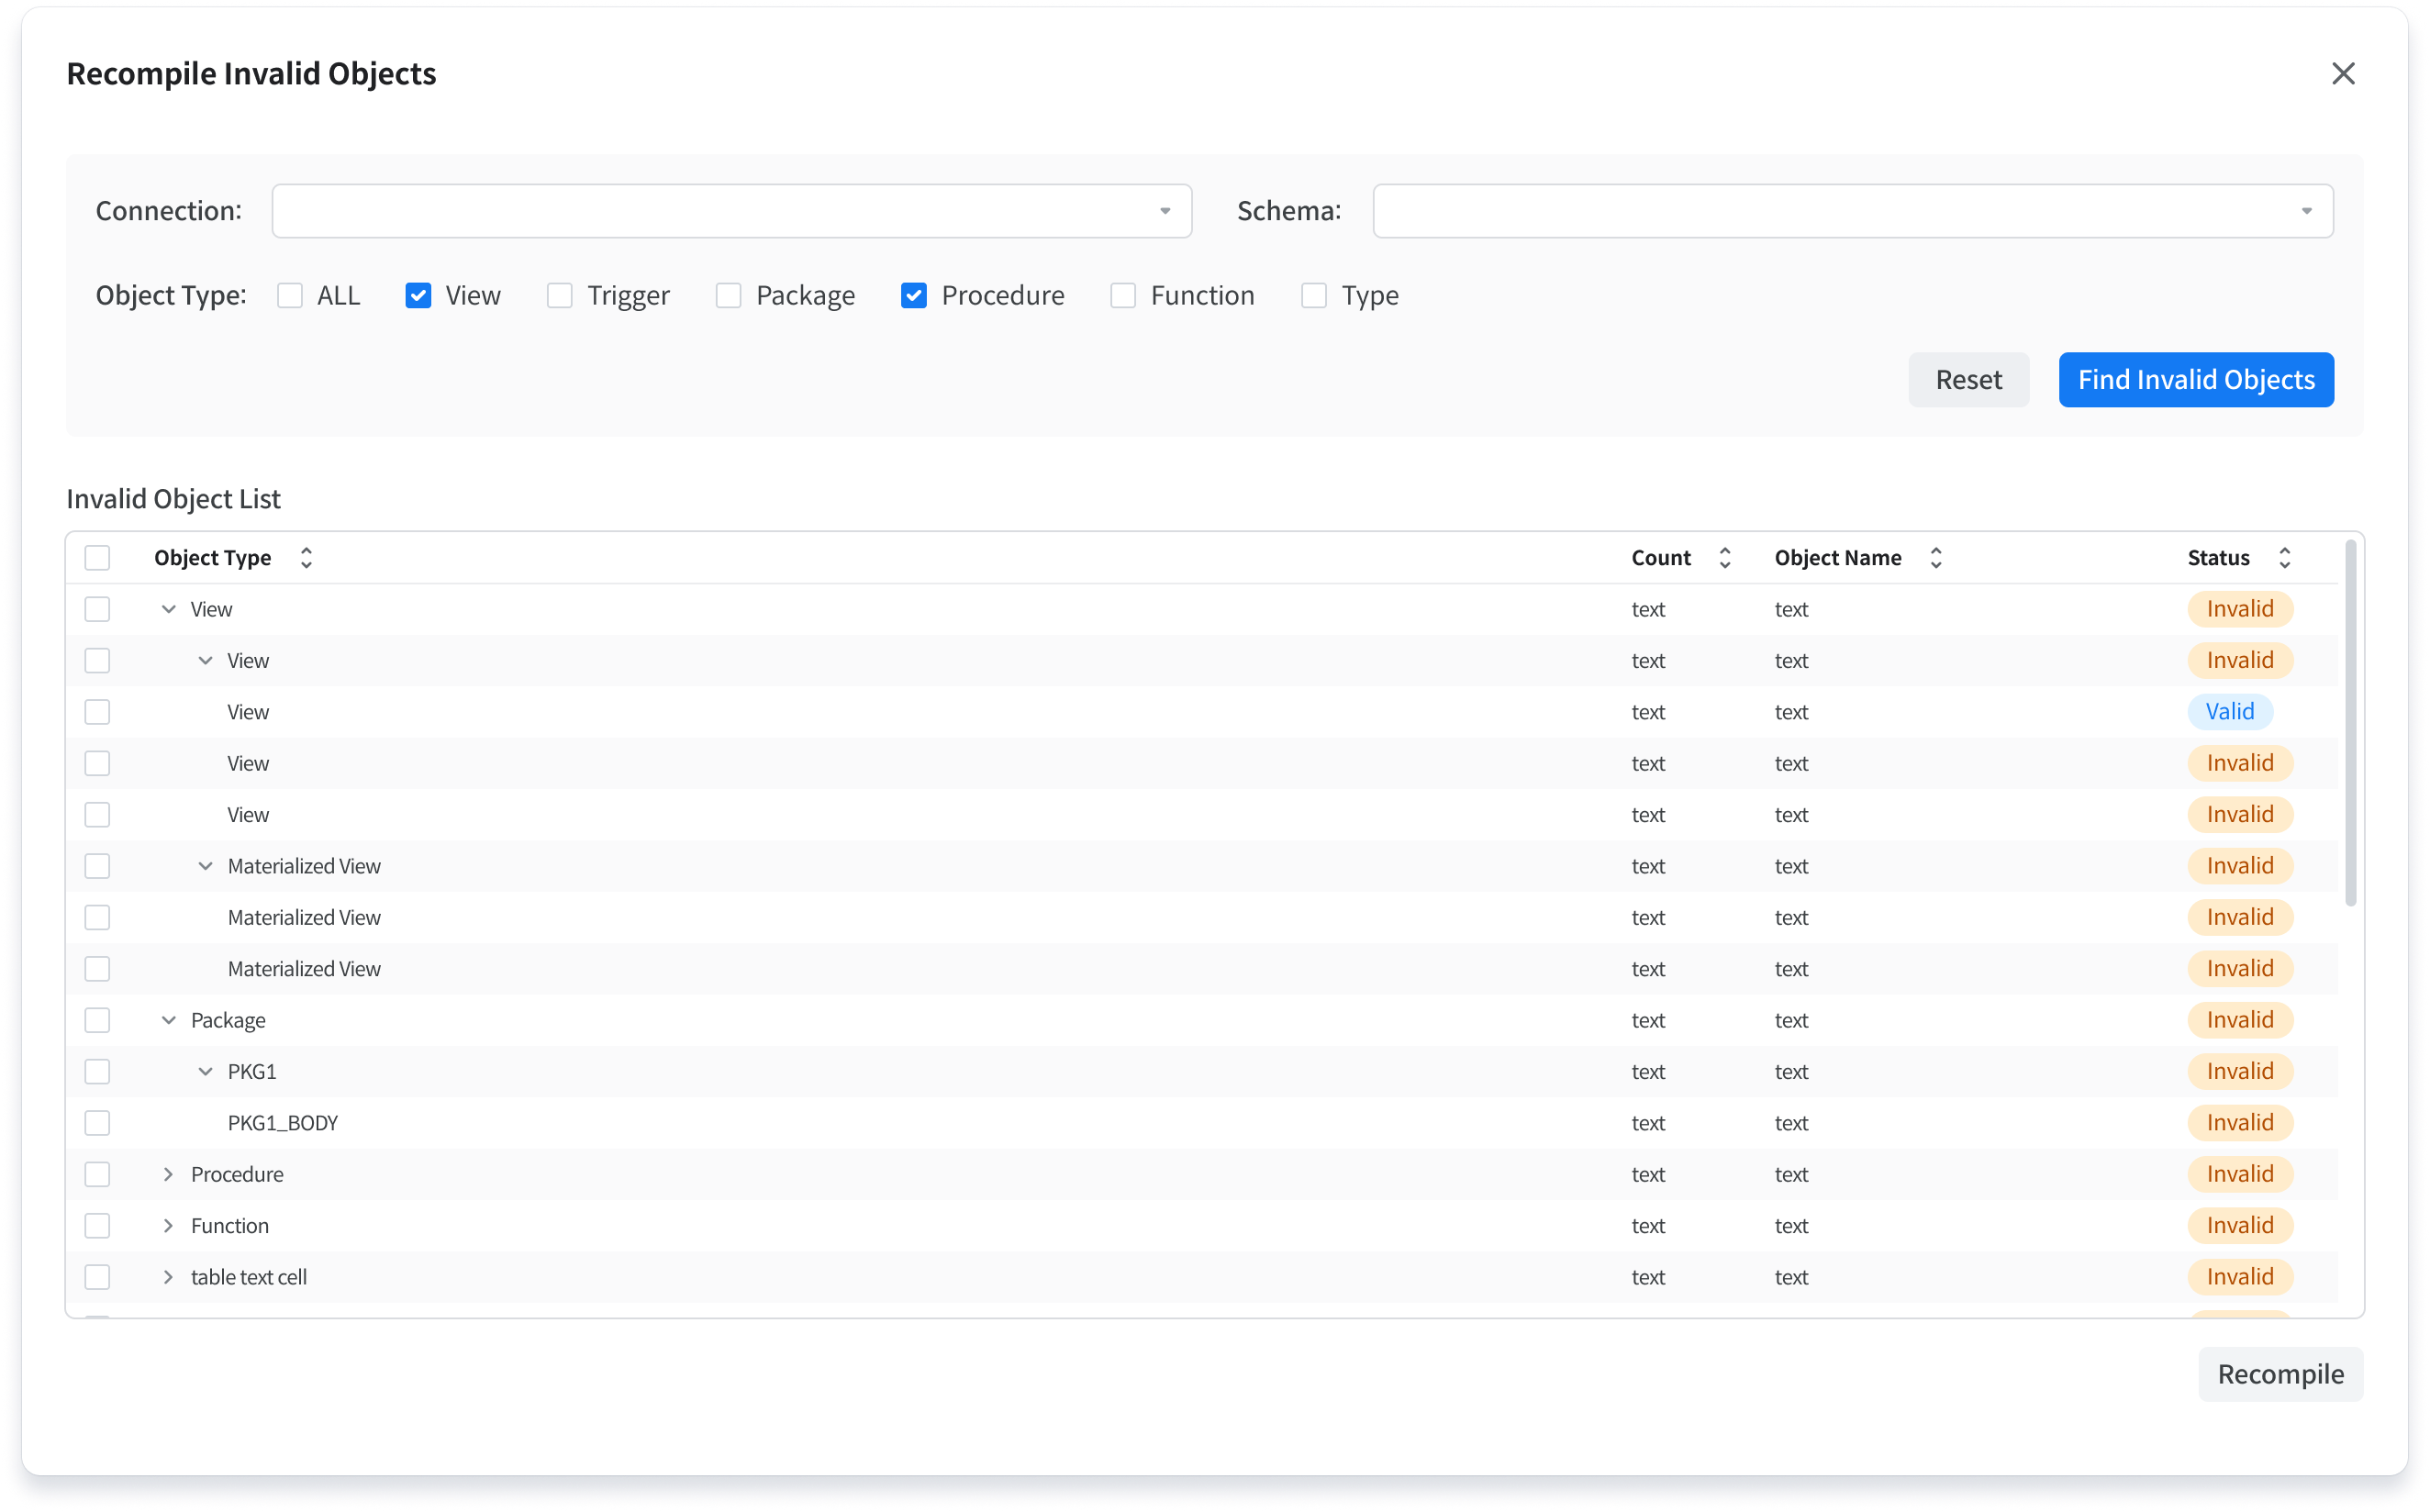 Recompile Invalid Objects
Connection: Schema:
Object Type: ALL View Trigger Package Procedure Function Type
Reset Find Invalid Objects
Invalid Object List
Object Type Count Object Name Status
View text text Invalid
View text text Invalid
View text text Valid
View text text Invalid
View text text Invalid
Materialized View text text Invalid
Materialized View text text Invalid
Materialized View text text Invalid
Package text text Invalid
PKG1 text text Invalid
PKG1_BODY text text Invalid
Procedure text text Invalid
Function text text Invalid
table text cell text text Invalid
Recompile